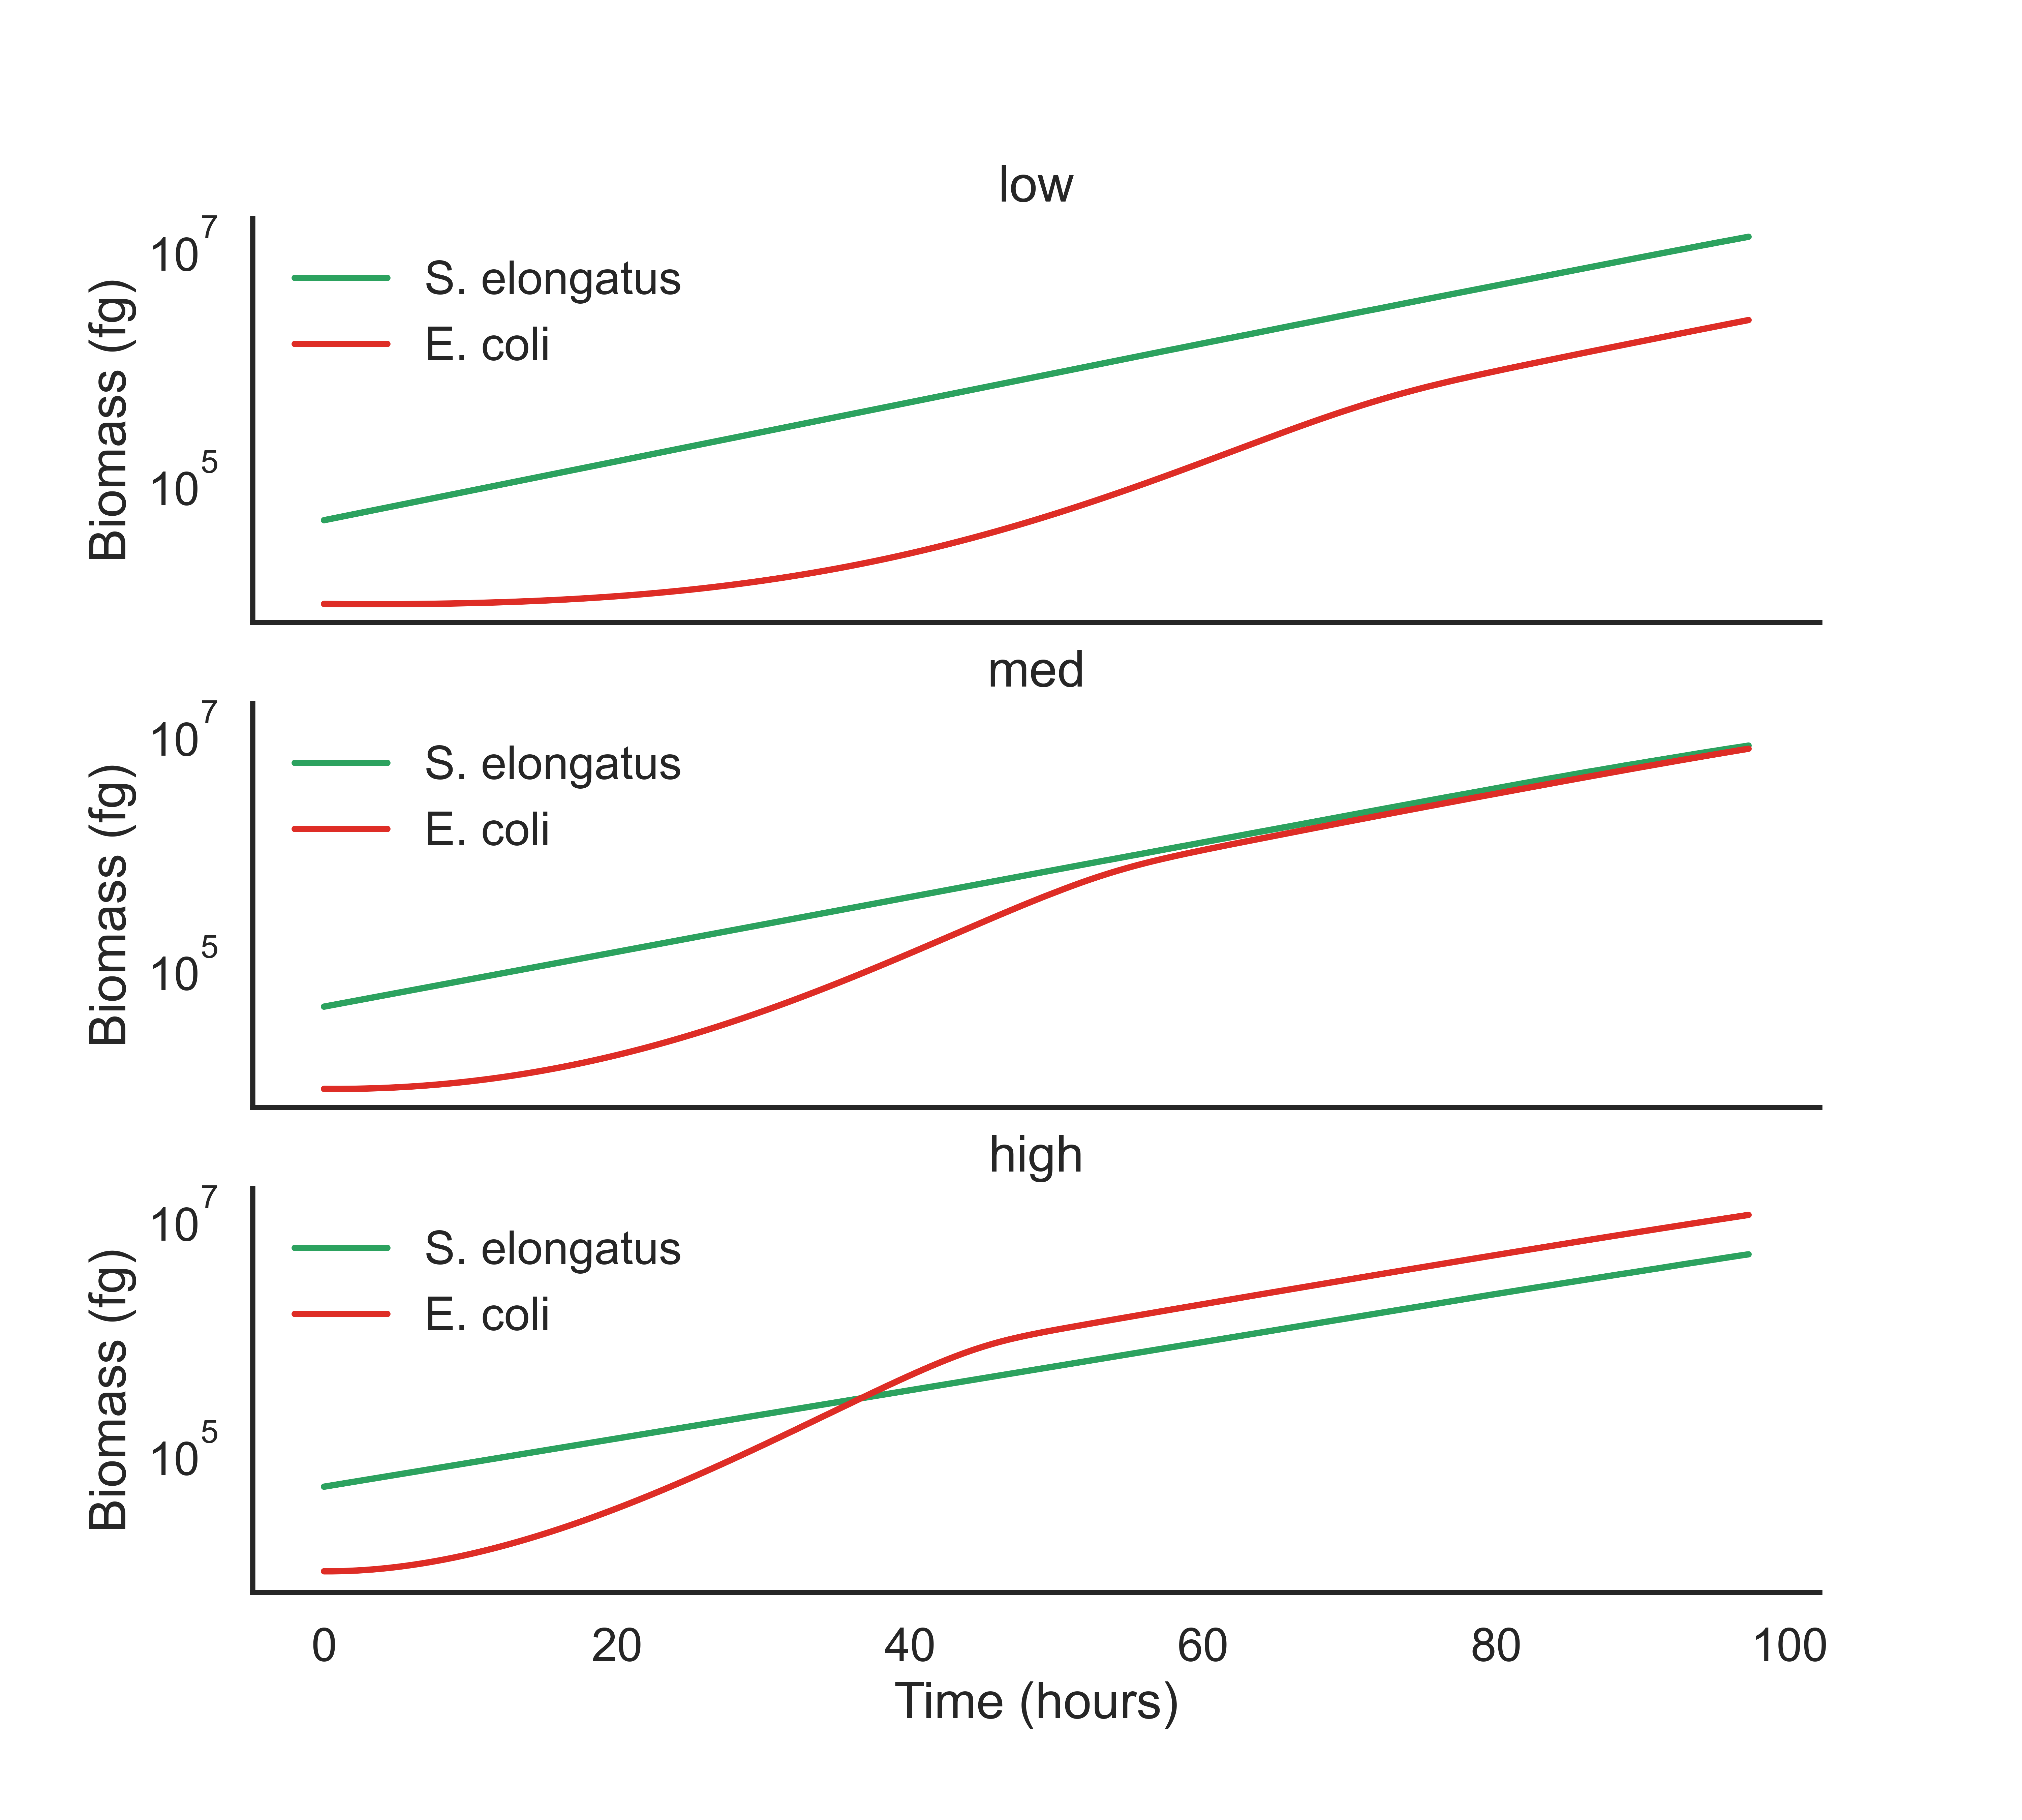 low
10^7
10^5
Biomass (fg)
S. elongatus
E. coli
med
10^7
10^5
Biomass (fg)
S. elongatus
E. coli
high
10^7
10^5
Biomass (fg)
S. elongatus
E. coli
0 20 40 60 80 100
Time (hours)